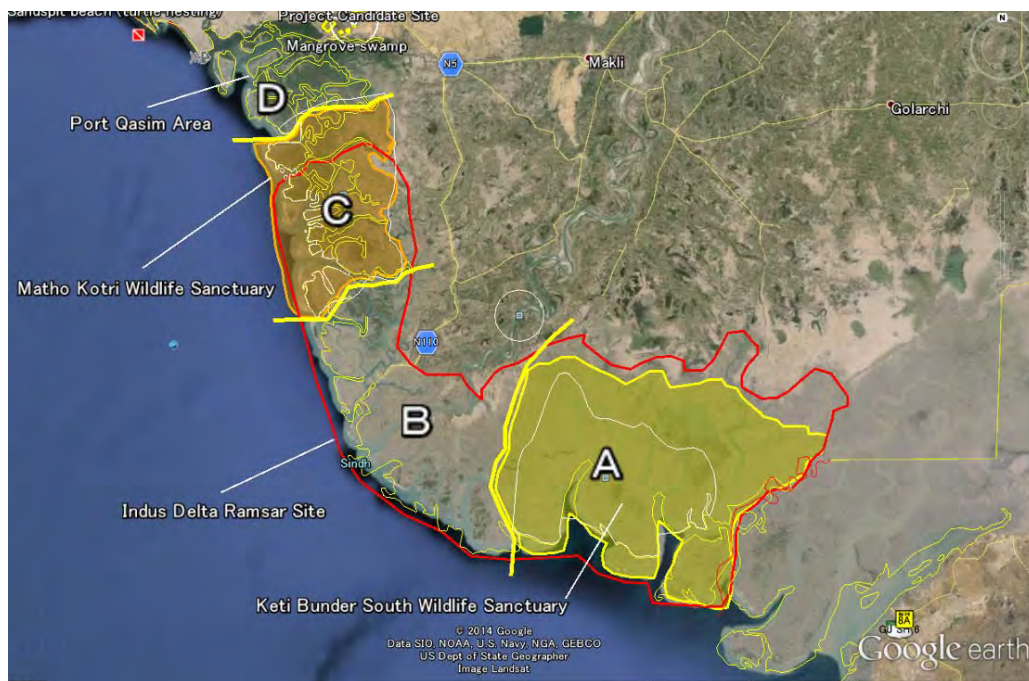 Sandspit Beach (turtle nesting)
Project Candidate Site
Mangrove swamp
N5
Makli
D
Golarchi
Port Qasim Area
C
Matho Kotri Wildlife Sanctuary
N110
B
A
Sindh
Indus Delta Ramsar Site
Keti Bunder South Wildlife Sanctuary
© 2014 Google
Data SIO, NOAA, U.S. Navy, NGA, GEBCO
US Dept of State Geographer
Image Landsat
8A
Google earth
N